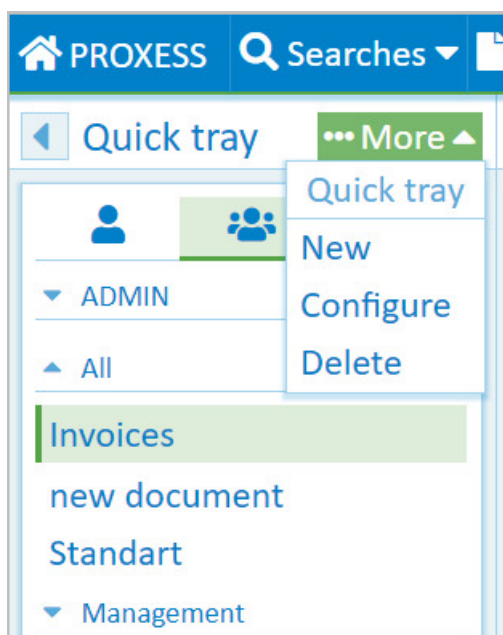 PROXESS Searches
Quick tray ••• More
Quick tray
New
Configure
Delete
ADMIN
All
Invoices
new document
Standart
Management